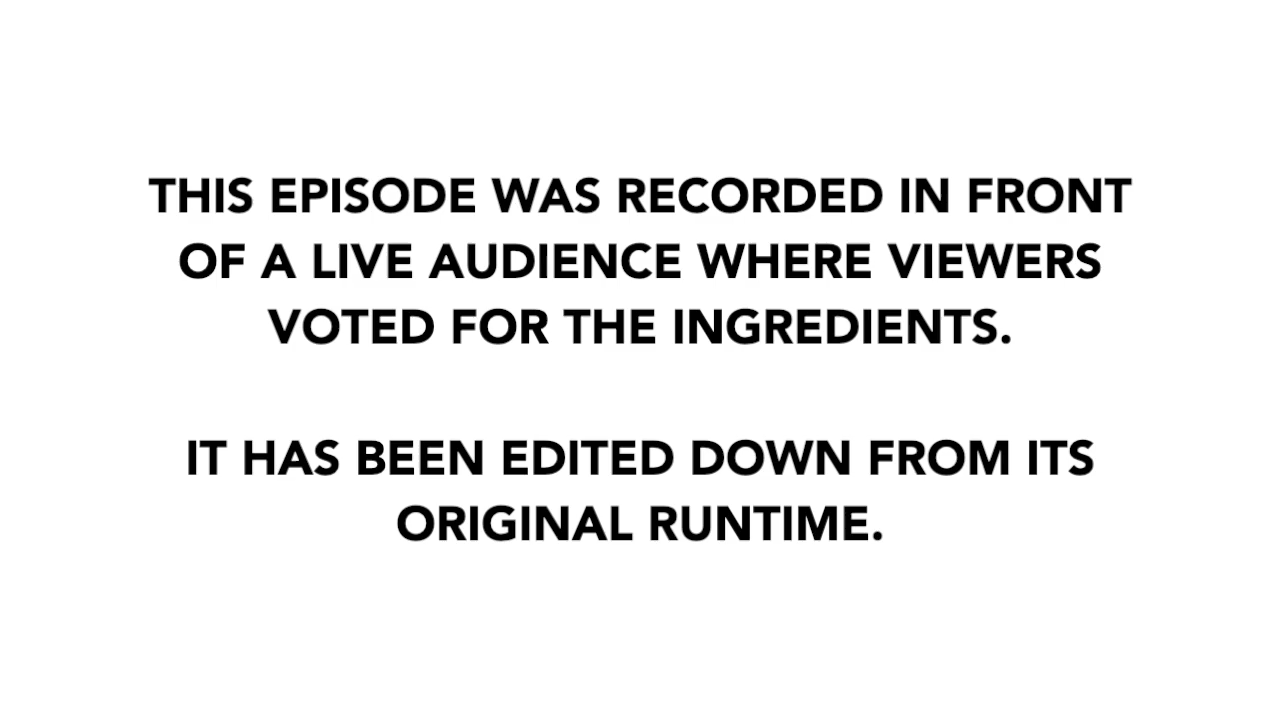 THIS EPISODE WAS RECORDED IN FRONT
OF A LIVE AUDIENCE WHERE VIEWERS
VOTED FOR THE INGREDIENTS.
IT HAS BEEN EDITED DOWN FROM ITS
ORIGINAL RUNTIME.